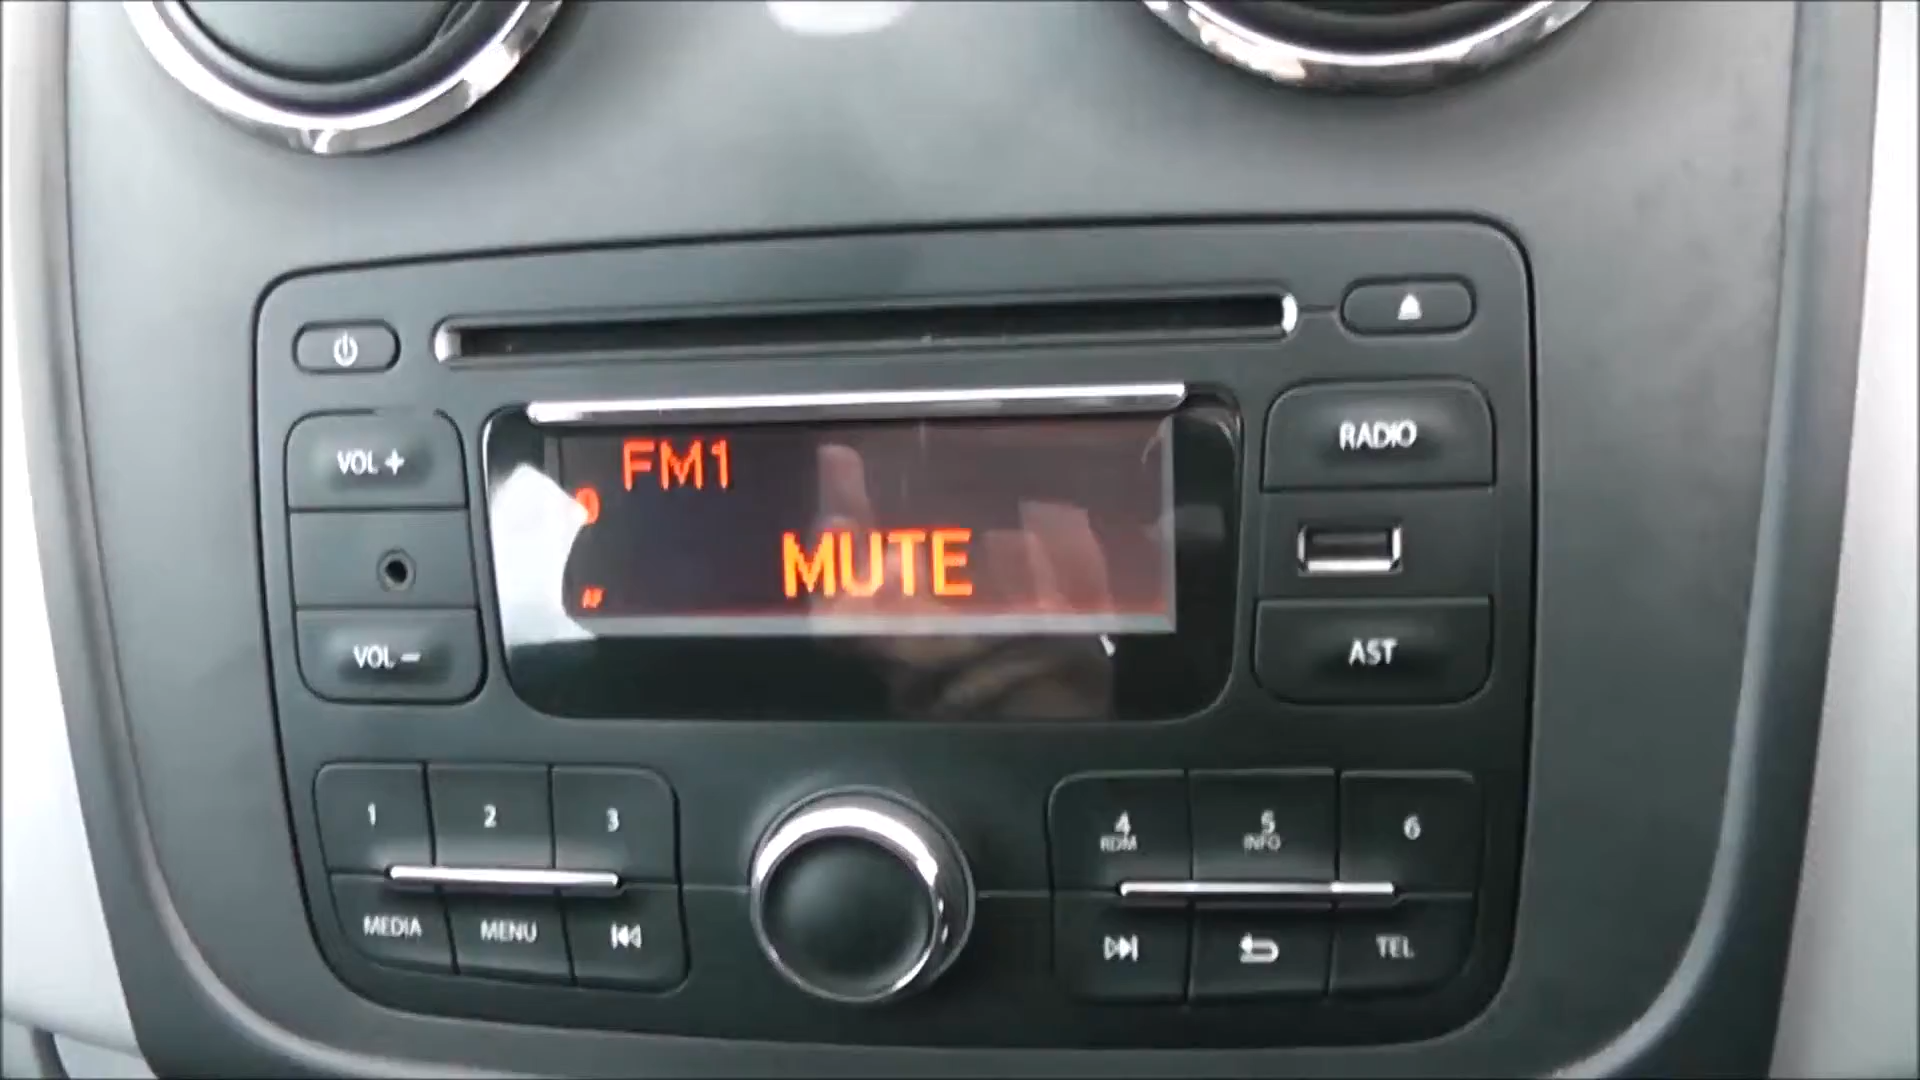 FM1
MUTE
VOL +
VOL −
RADIO
AST
1 2 3
4 5 6
RDM INFO
MEDIA MENU
TEL